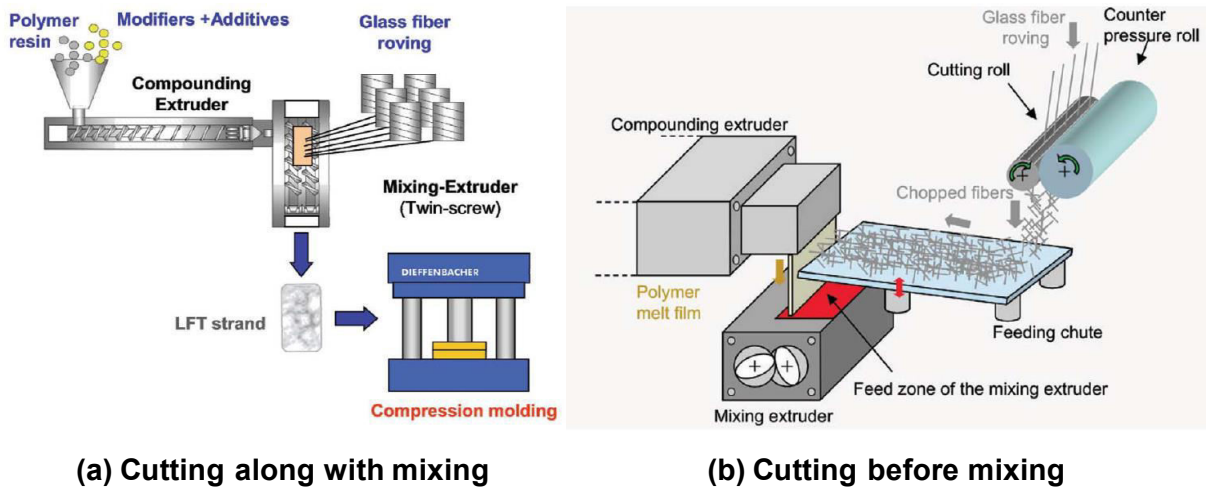 Polymer
resin
Modifiers +Additives
Glass fiber
roving
Compounding
Extruder
Mixing-Extruder
(Twin-screw)
DIEFFENBACHER
LFT strand
Compression molding
(a) Cutting along with mixing
Glass fiber
roving
Counter
pressure roll
Cutting roll
Compounding extruder
Chopped fibers
Polymer
melt film
Feeding chute
Feed zone of the mixing extruder
Mixing extruder
(b) Cutting before mixing